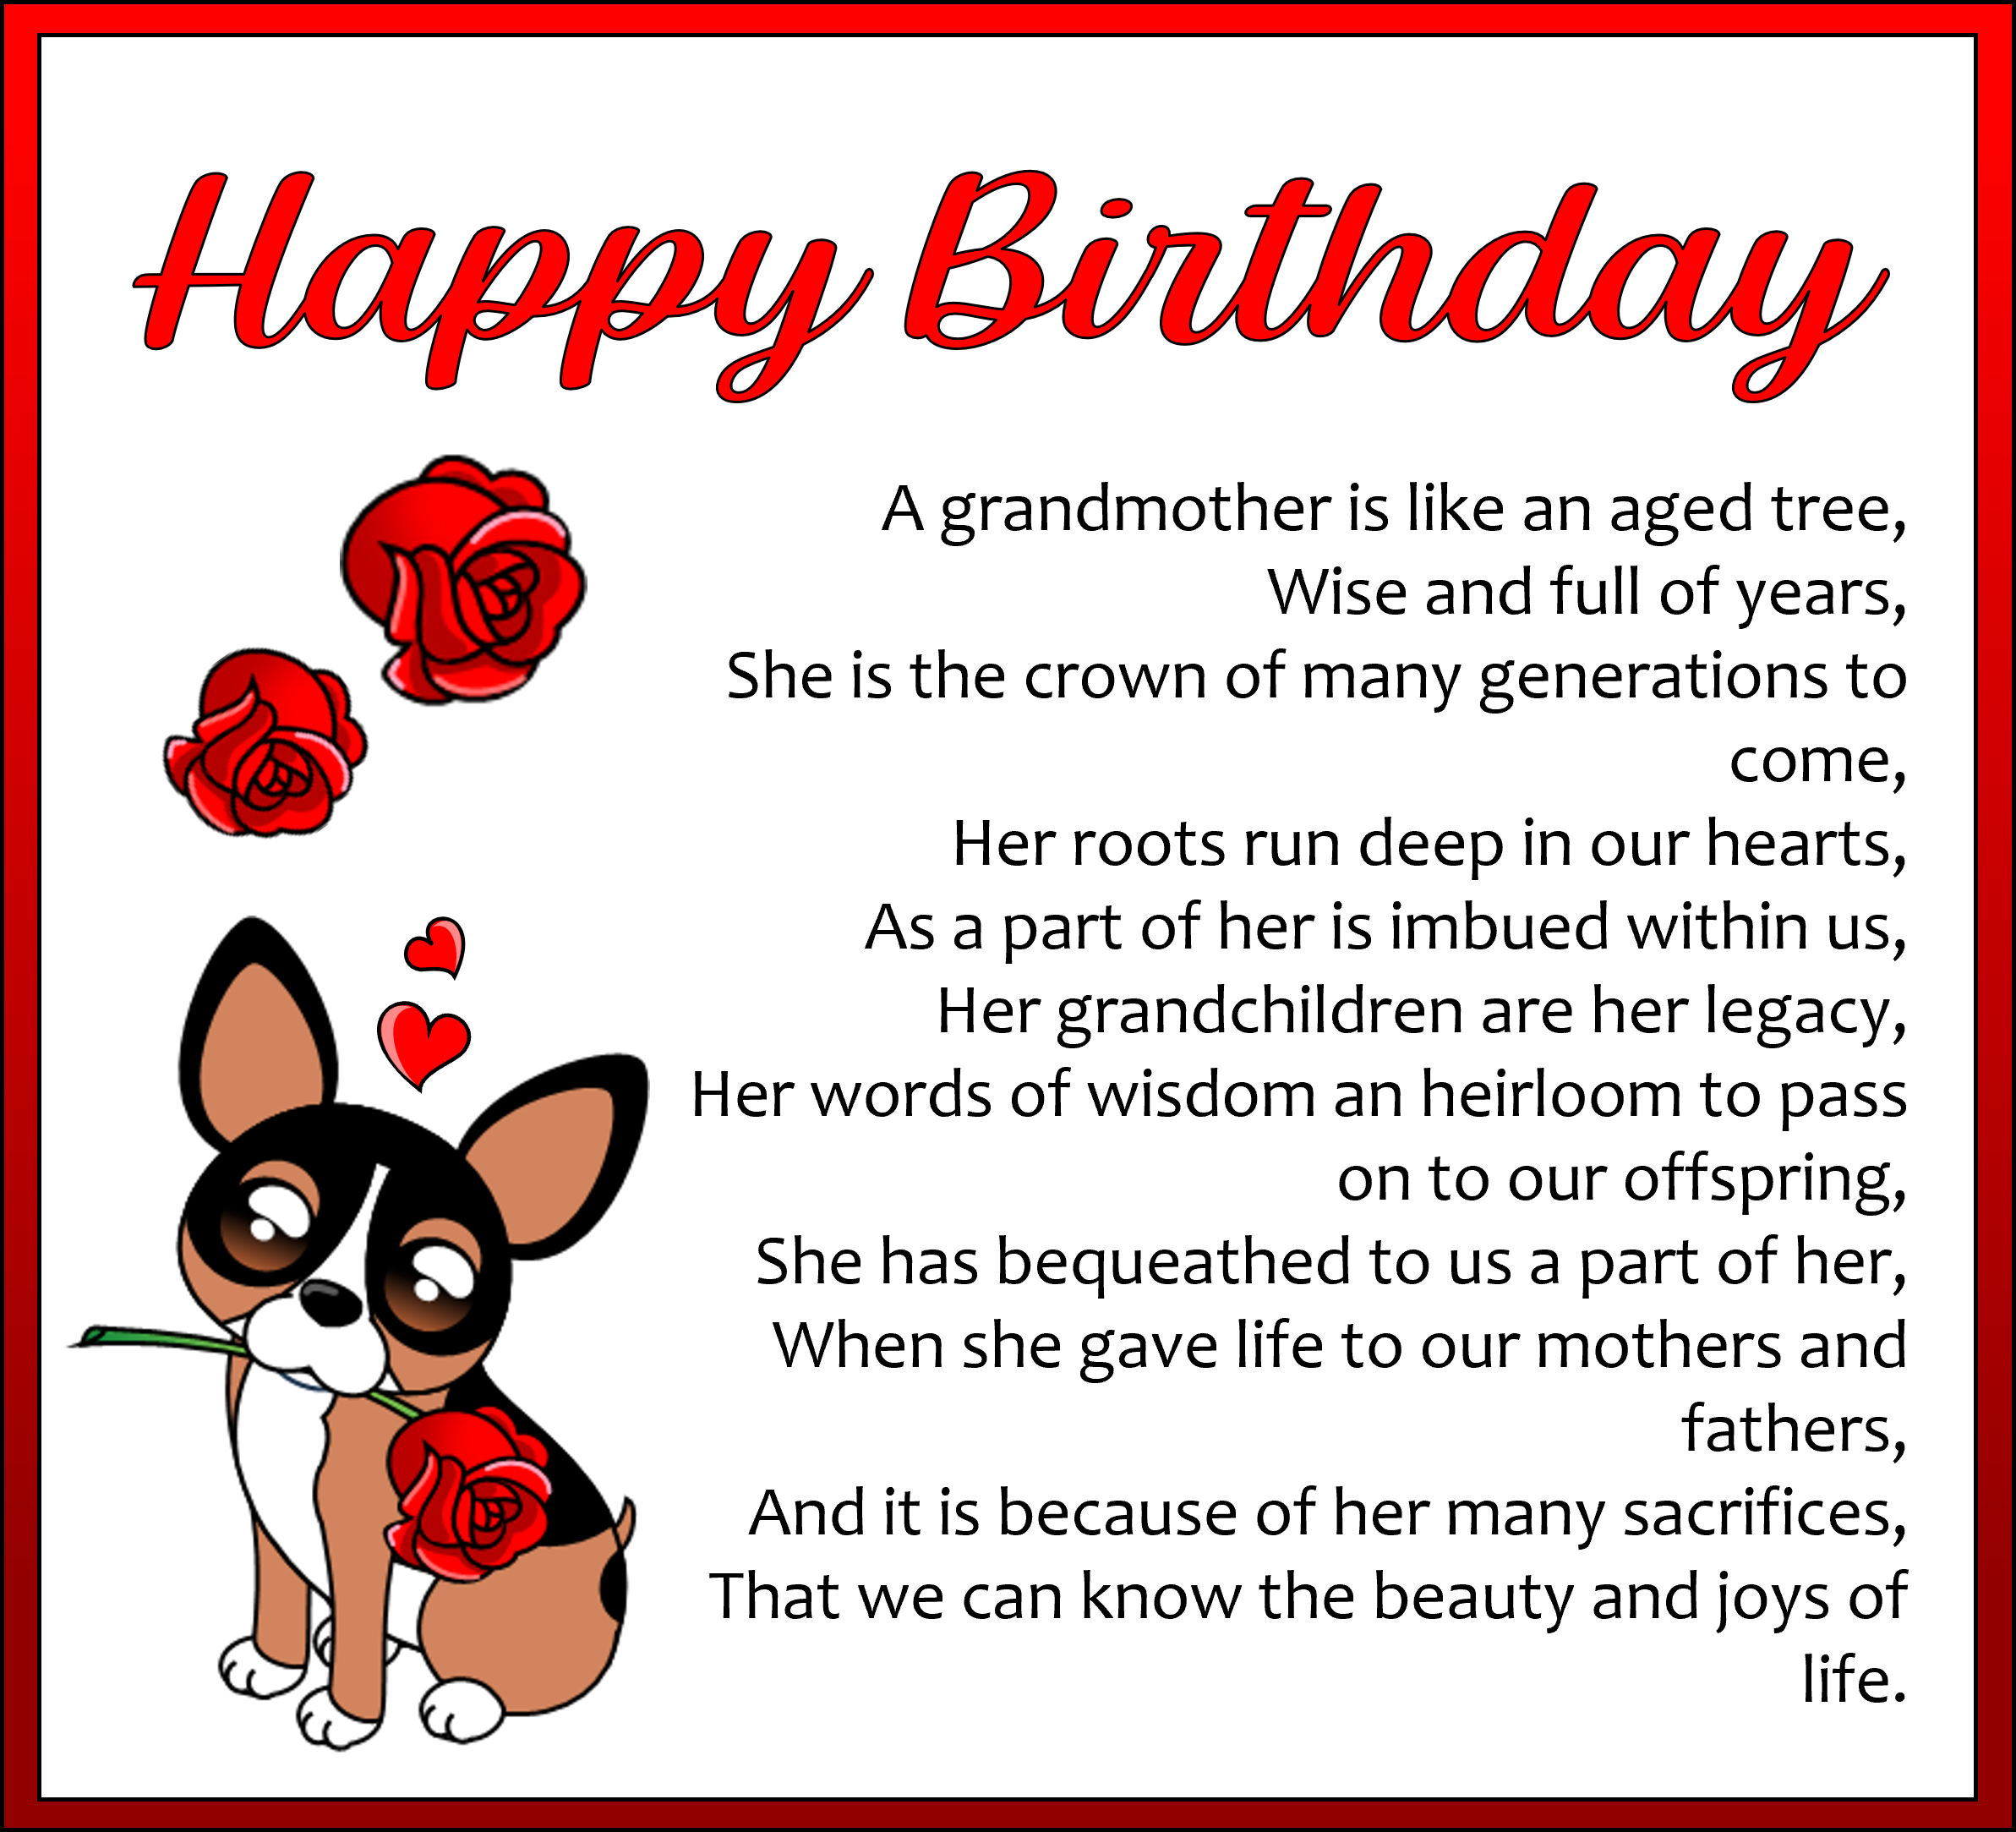 Happy Birthday
A grandmother is like an aged tree,
Wise and full of years,
She is the crown of many generations to
come,
Her roots run deep in our hearts,
As a part of her is imbued within us,
Her grandchildren are her legacy,
Her words of wisdom an heirloom to pass
on to our offspring,
She has bequeathed to us a part of her,
When she gave life to our mothers and
fathers,
And it is because of her many sacrifices,
That we can know the beauty and joys of
life.